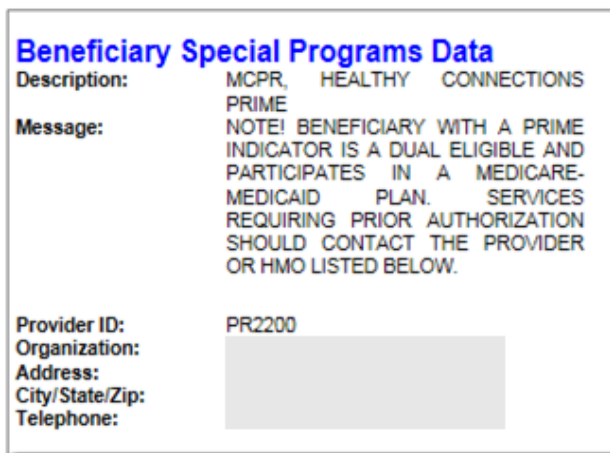 Beneficiary Special Programs Data
Description: MCPR, HEALTHY CONNECTIONS
PRIME
Message: NOTE! BENEFICIARY WITH A PRIME
INDICATOR IS A DUAL ELIGIBLE AND
PARTICIPATES IN A MEDICARE-
MEDICAID PLAN. SERVICES
REQUIRING PRIOR AUTHORIZATION
SHOULD CONTACT THE PROVIDER
OR HMO LISTED BELOW.
Provider ID: PR2200
Organization:
Address:
City/State/Zip:
Telephone: